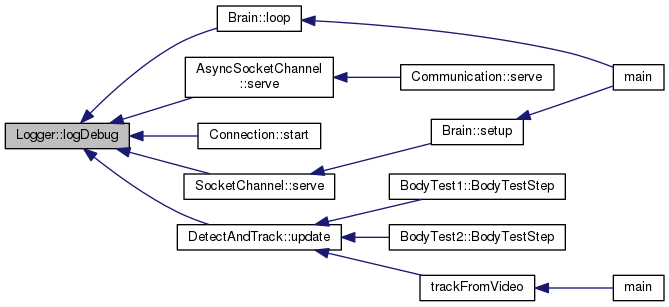 Brain::loop
AsyncSocketChannel
::serve
Communication::serve
main
Logger::logDebug
Connection::start
Brain::setup
SocketChannel::serve
BodyTest1::BodyTestStep
DetectAndTrack::update
BodyTest2::BodyTestStep
trackFromVideo
main